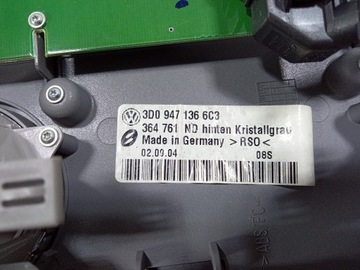 3D0 947 136 6C3
364 761 ND hinten Kristallgrau
Made in Germany >RSO<
02.09.04 08S